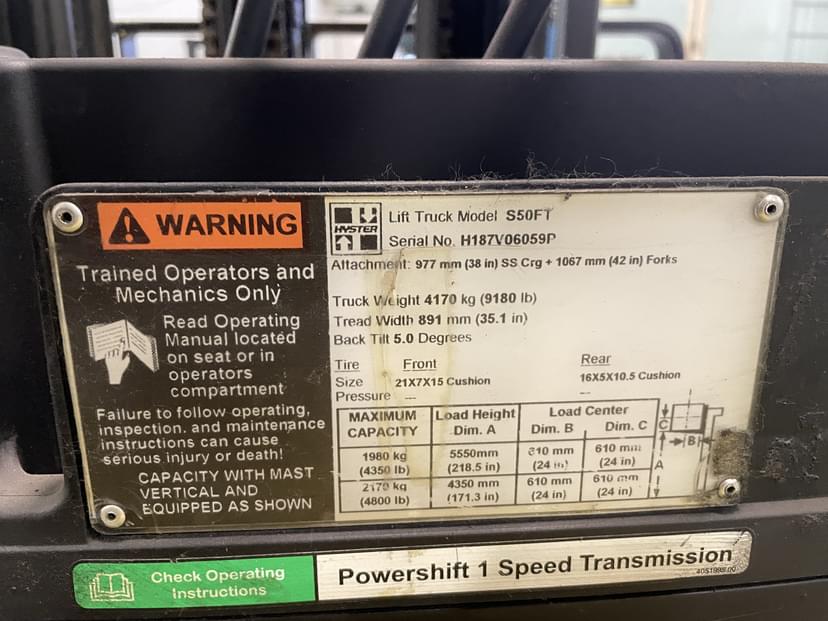 WARNING
Trained Operators and
Mechanics Only
Read Operating
Manual located
on seat or in
operators
compartment
Failure to follow operating,
inspection, and maintenance
instructions can cause
serious injury or death!
CAPACITY WITH MAST
VERTICAL AND
EQUIPPED AS SHOWN
HYSTER
Lift Truck Model S50FT
Serial No. H187V06059P
Attachment: 977 mm (38 in) SS Crg + 1067 mm (42 in) Forks
Truck Weight 4170 kg (9180 lb)
Tread Width 891 mm (35.1 in)
Back Tilt 5.0 Degrees
Tire Front Rear
Size 21X7X15 Cushion 16X5X10.5 Cushion
Pressure --- ---
MAXIMUM CAPACITY Load Height Dim. A Load Center Dim. B Dim. C
1980 kg (4350 lb) 5550mm (218.5 in) 610 mm (24 in) 610 mm (24 in)
2170 kg (4800 lb) 4350 mm (171.3 in) 610 mm (24 in) 610 mm (24 in)
C
B
A
Check Operating
Instructions
Powershift 1 Speed Transmission